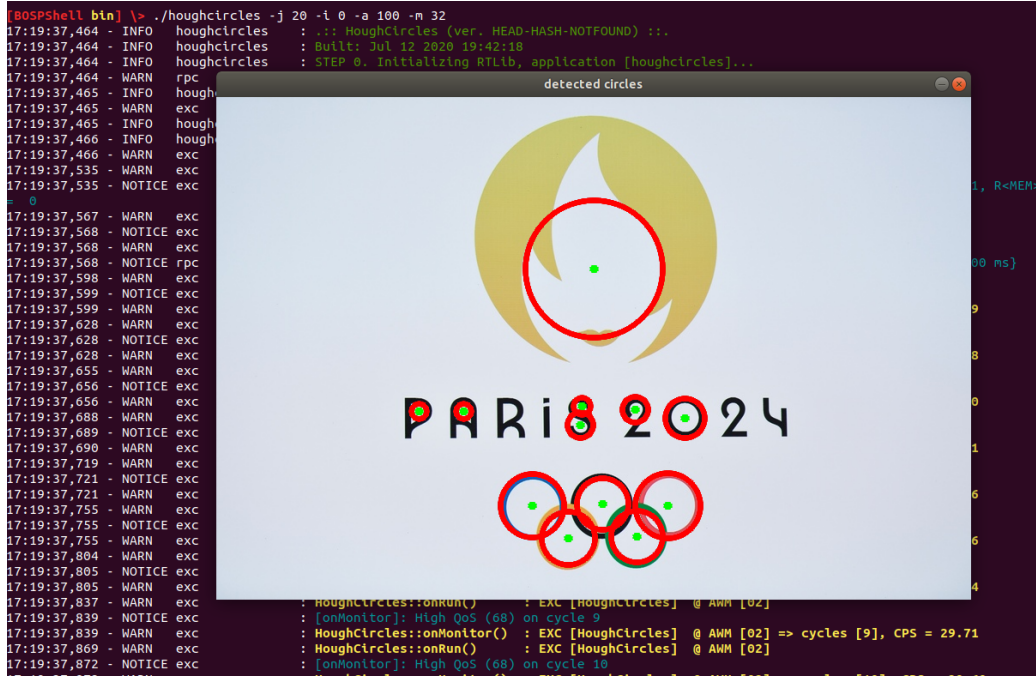 [BOSPShell bin] \> ./houghcircles -j 20 -i 0 -a 100 -m 32
17:19:37,464 - INFO   houghcircles    : .:: HoughCircles (ver. HEAD-HASH-NOTFOUND) ::.
17:19:37,464 - INFO   houghcircles    : Built: Jul 12 2020 19:42:18
17:19:37,464 - INFO   houghcircles    : STEP 0. Initializing RTLib, application [houghcircles]...
17:19:37,464 - WARN   rpc
detected circles
17:19:37,465 - INFO   hough
17:19:37,465 - WARN   exc
17:19:37,465 - INFO   hough
17:19:37,466 - INFO   hough
17:19:37,466 - WARN   exc
17:19:37,535 - WARN   exc
17:19:37,535 - NOTICE exc 1, R<MEM>
=  0
17:19:37,567 - WARN   exc
17:19:37,568 - NOTICE exc
17:19:37,568 - WARN   exc
17:19:37,568 - NOTICE rpc 00 ms}
17:19:37,598 - WARN   exc
17:19:37,599 - NOTICE exc
17:19:37,599 - WARN   exc 9
17:19:37,628 - WARN   exc
17:19:37,628 - NOTICE exc
17:19:37,628 - WARN   exc 8
17:19:37,655 - WARN   exc
17:19:37,656 - NOTICE exc
17:19:37,656 - WARN   exc 0
PARiS 2024
17:19:37,688 - WARN   exc
17:19:37,689 - NOTICE exc
17:19:37,690 - WARN   exc 1
17:19:37,719 - WARN   exc
17:19:37,721 - NOTICE exc
17:19:37,721 - WARN   exc 6
17:19:37,755 - WARN   exc
17:19:37,755 - NOTICE exc
17:19:37,755 - WARN   exc 6
17:19:37,804 - WARN   exc
17:19:37,805 - NOTICE exc
17:19:37,805 - WARN   exc 4
17:19:37,837 - WARN   exc             : HoughCircles::onRun()      : EXC [HoughCircles]  @ AWM [02]
17:19:37,839 - NOTICE exc             : [onMonitor]: High QoS (68) on cycle 9
17:19:37,839 - WARN   exc             : HoughCircles::onMonitor()  : EXC [HoughCircles]  @ AWM [02] => cycles [9], CPS = 29.71
17:19:37,869 - WARN   exc             : HoughCircles::onRun()      : EXC [HoughCircles]  @ AWM [02]
17:19:37,872 - NOTICE exc             : [onMonitor]: High QoS (68) on cycle 10